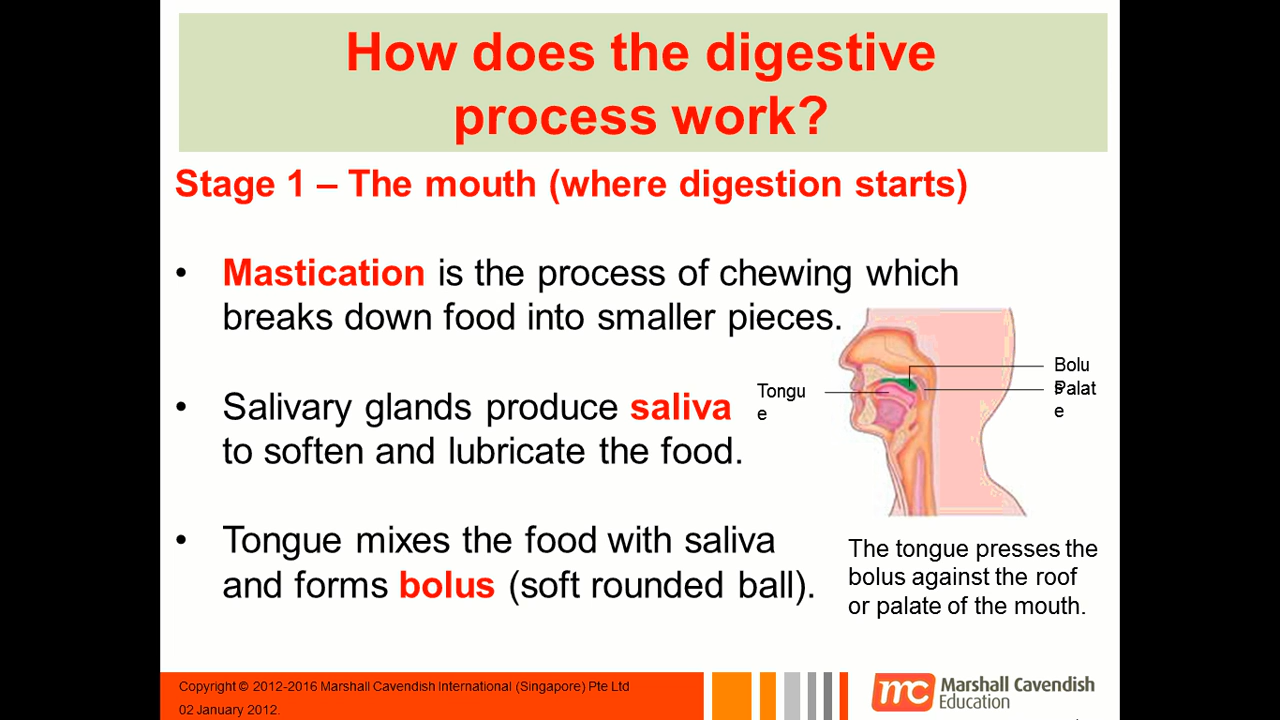 How does the digestive
process work?
Stage 1 – The mouth (where digestion starts)
• Mastication is the process of chewing which
breaks down food into smaller pieces.
• Salivary glands produce saliva
to soften and lubricate the food.
• Tongue mixes the food with saliva
and forms bolus (soft rounded ball).
Tongu
e
Bolu
s
Palat
e
The tongue presses the
bolus against the roof
or palate of the mouth.
Copyright © 2012-2016 Marshall Cavendish International (Singapore) Pte Ltd
02 January 2012.
mc
Marshall Cavendish
Education